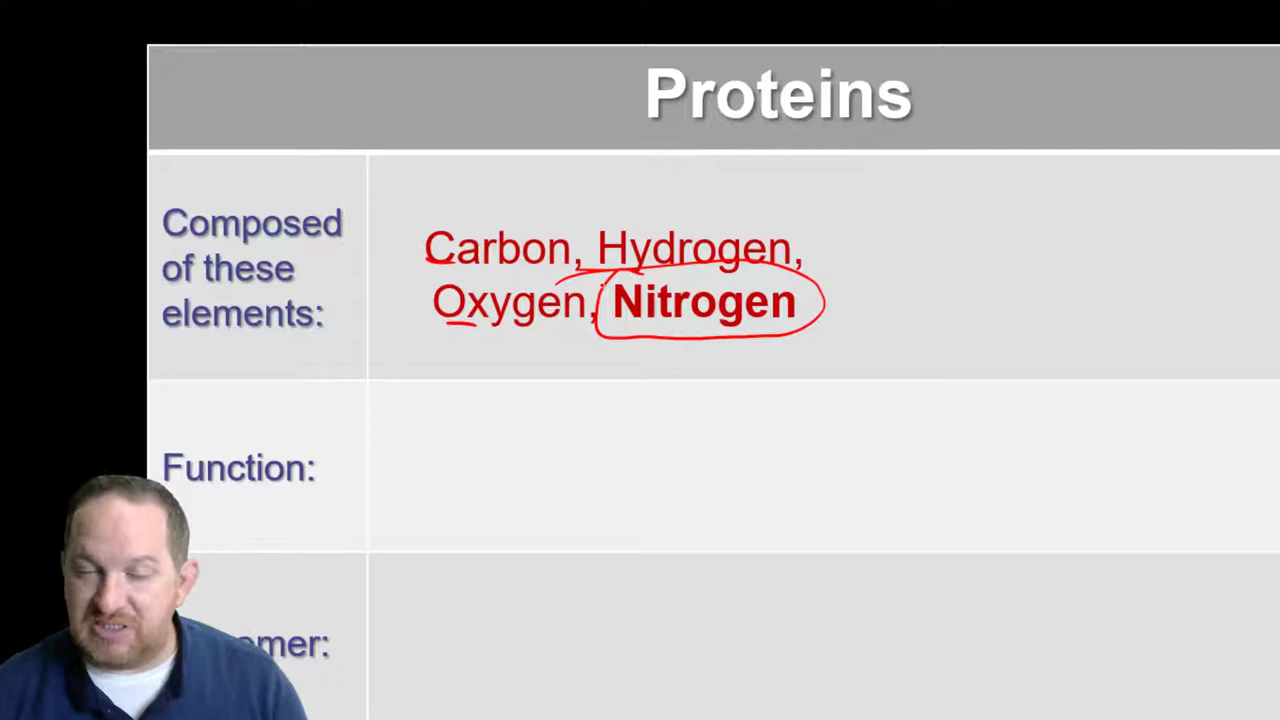 Proteins
Composed
of these
elements:
Carbon, Hydrogen,
Oxygen, Nitrogen
Function: